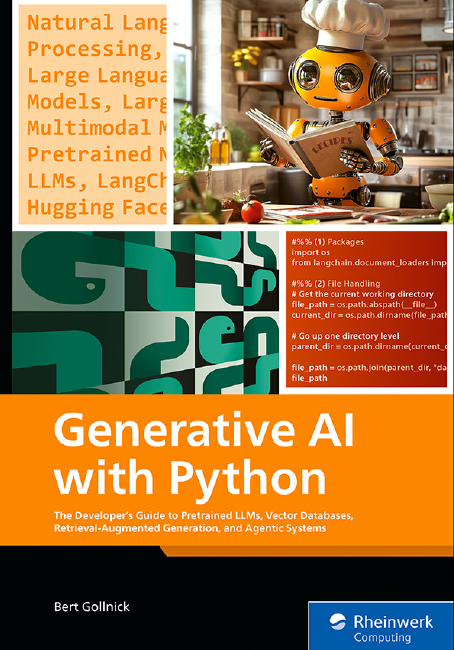 Natural Lang
Processing,
Large Langua
Models, Larg
Multimodal M
Pretrained N
LLMs, LangCh
Hugging Face
RECIPES
#%% (1) Packages
import os
from langchain.document_loaders imp
#%% (2) File Handling
# Get the current working directory
file_path = os.path.abspath(__file__)
current_dir = os.path.dirname(file_path
# Go up one directory level
parent_dir = os.path.dirname(current_d
file_path = os.path.join(parent_dir, "da
file_path
Generative AI
with Python
The Developer's Guide to Pretrained LLMs, Vector Databases,
Retrieval-Augmented Generation, and Agentic Systems
Bert Gollnick
Rheinwerk
Computing